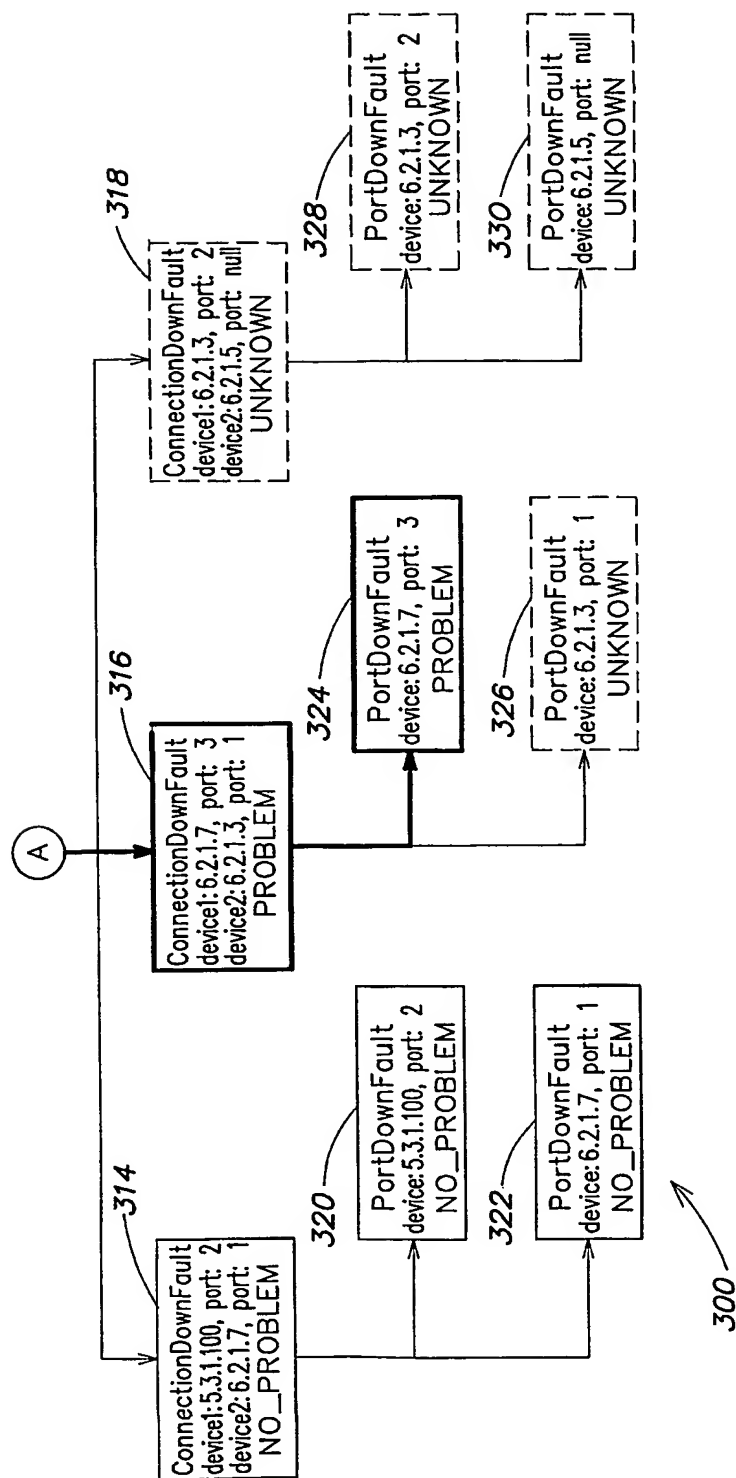 A
314
ConnectionDownFault
device1:5.3.1.100, port: 2
device2:6.2.1.7, port: 1
NO_PROBLEM
316
ConnectionDownFault
device1:6.2.1.7, port: 3
device2:6.2.1.3, port: 1
PROBLEM
318
ConnectionDownFault
device1:6.2.1.3, port: 2
device2:6.2.1.5, port: null
UNKNOWN
320
PortDownFault
device:5.3.1.100, port: 2
NO_PROBLEM
322
PortDownFault
device:6.2.1.7, port: 1
NO_PROBLEM
324
PortDownFault
device:6.2.1.7, port: 3
PROBLEM
326
PortDownFault
device:6.2.1.3, port: 1
UNKNOWN
328
PortDownFault
device:6.2.1.3, port: 2
UNKNOWN
330
PortDownFault
device:6.2.1.5, port: null
UNKNOWN
300